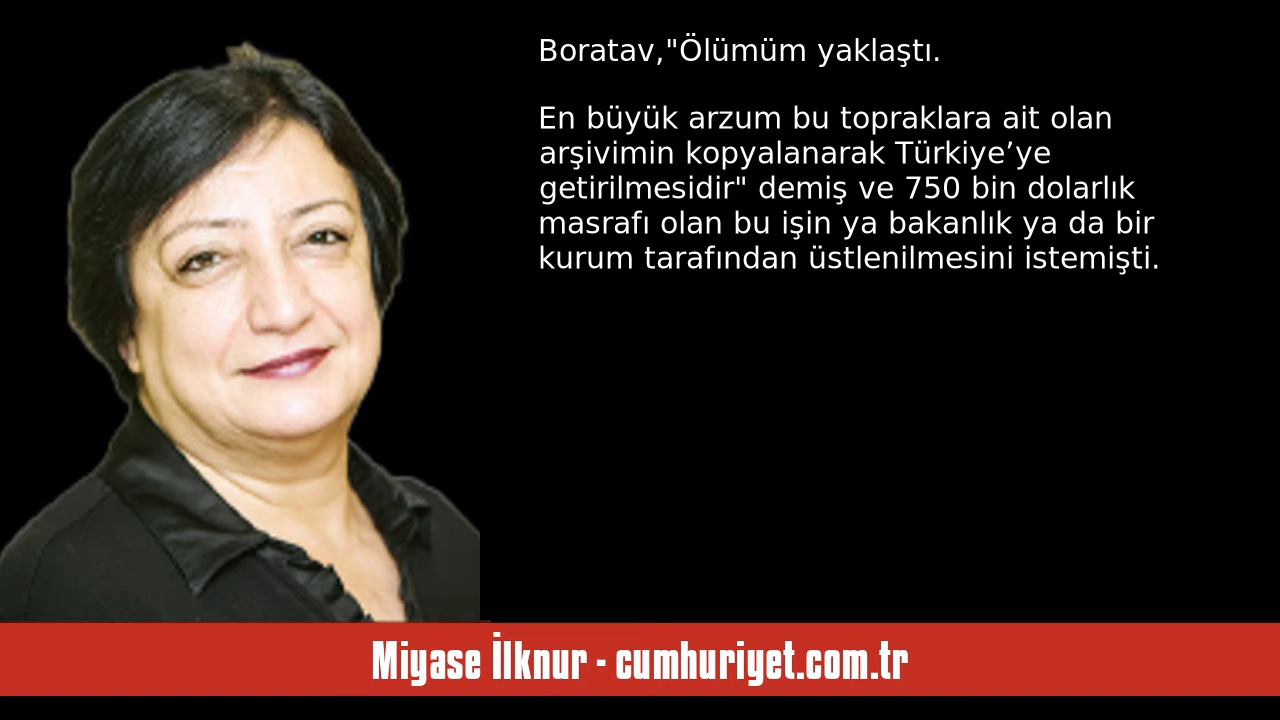 Boratav,"Ölümüm yaklaştı.
En büyük arzum bu topraklara ait olan
arşivimin kopyalanarak Türkiye’ye
getirilmesidir" demiş ve 750 bin dolarlık
masrafı olan bu işin ya bakanlık ya da bir
kurum tarafından üstlenilmesini istemişti.
Miyase İlknur - cumhuriyet.com.tr